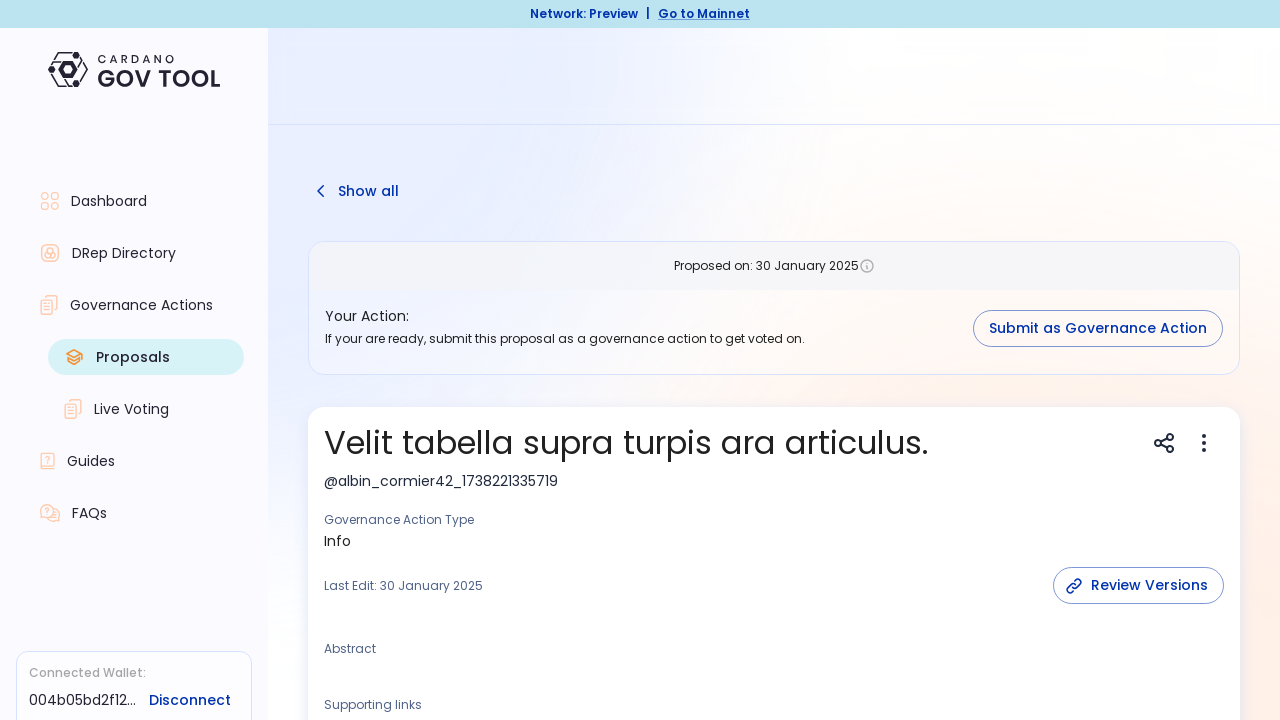 Network: Preview | Go to Mainnet
CARDANO
GOV TOOL
Dashboard
DRep Directory
Governance Actions
Proposals
Live Voting
Guides
FAQs
Connected Wallet:
004b05bd2f12... Disconnect
Show all
Proposed on: 30 January 2025
Your Action:
If your are ready, submit this proposal as a governance action to get voted on.
Submit as Governance Action
Velit tabella supra turpis ara articulus.
@albin_cormier42_1738221335719
Governance Action Type
Info
Last Edit: 30 January 2025
Review Versions
Abstract
Supporting links